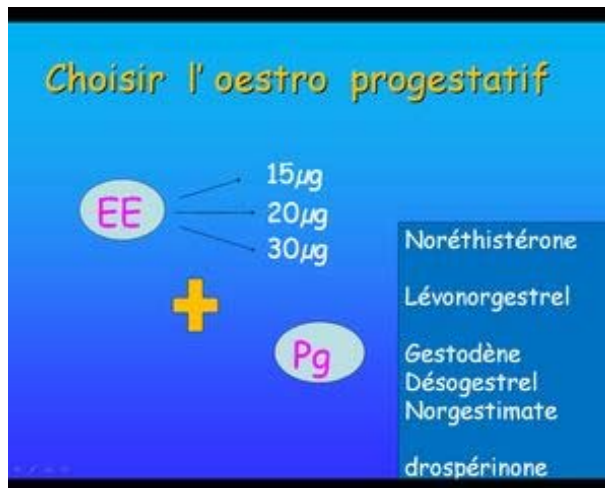 Choisir l' oestro progestatif
EE
15µg
20µg
30µg
Pg
Noréthistérone
Lévonorgestrel
Gestodène
Désogestrel
Norgestimate
drospérinone